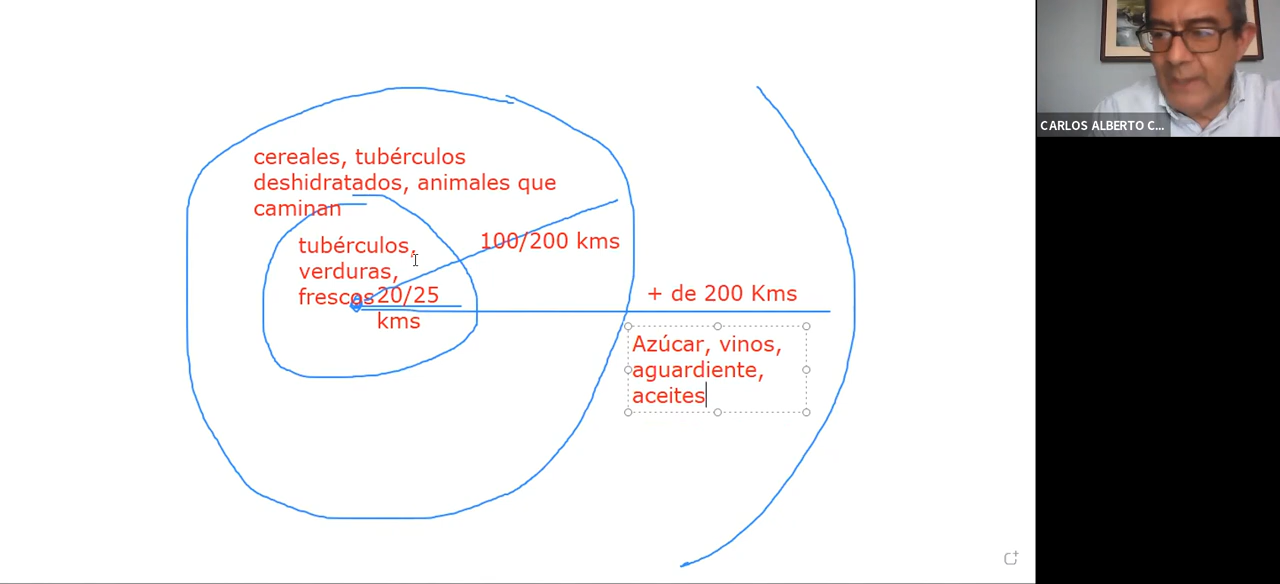 cereales, tubérculos
deshidratados, animales que
caminan
tubérculos,
verduras,
frescos
20/25
kms
100/200 kms
+ de 200 Kms
Azúcar, vinos,
aguardiente,
aceites
CARLOS ALBERTO C...